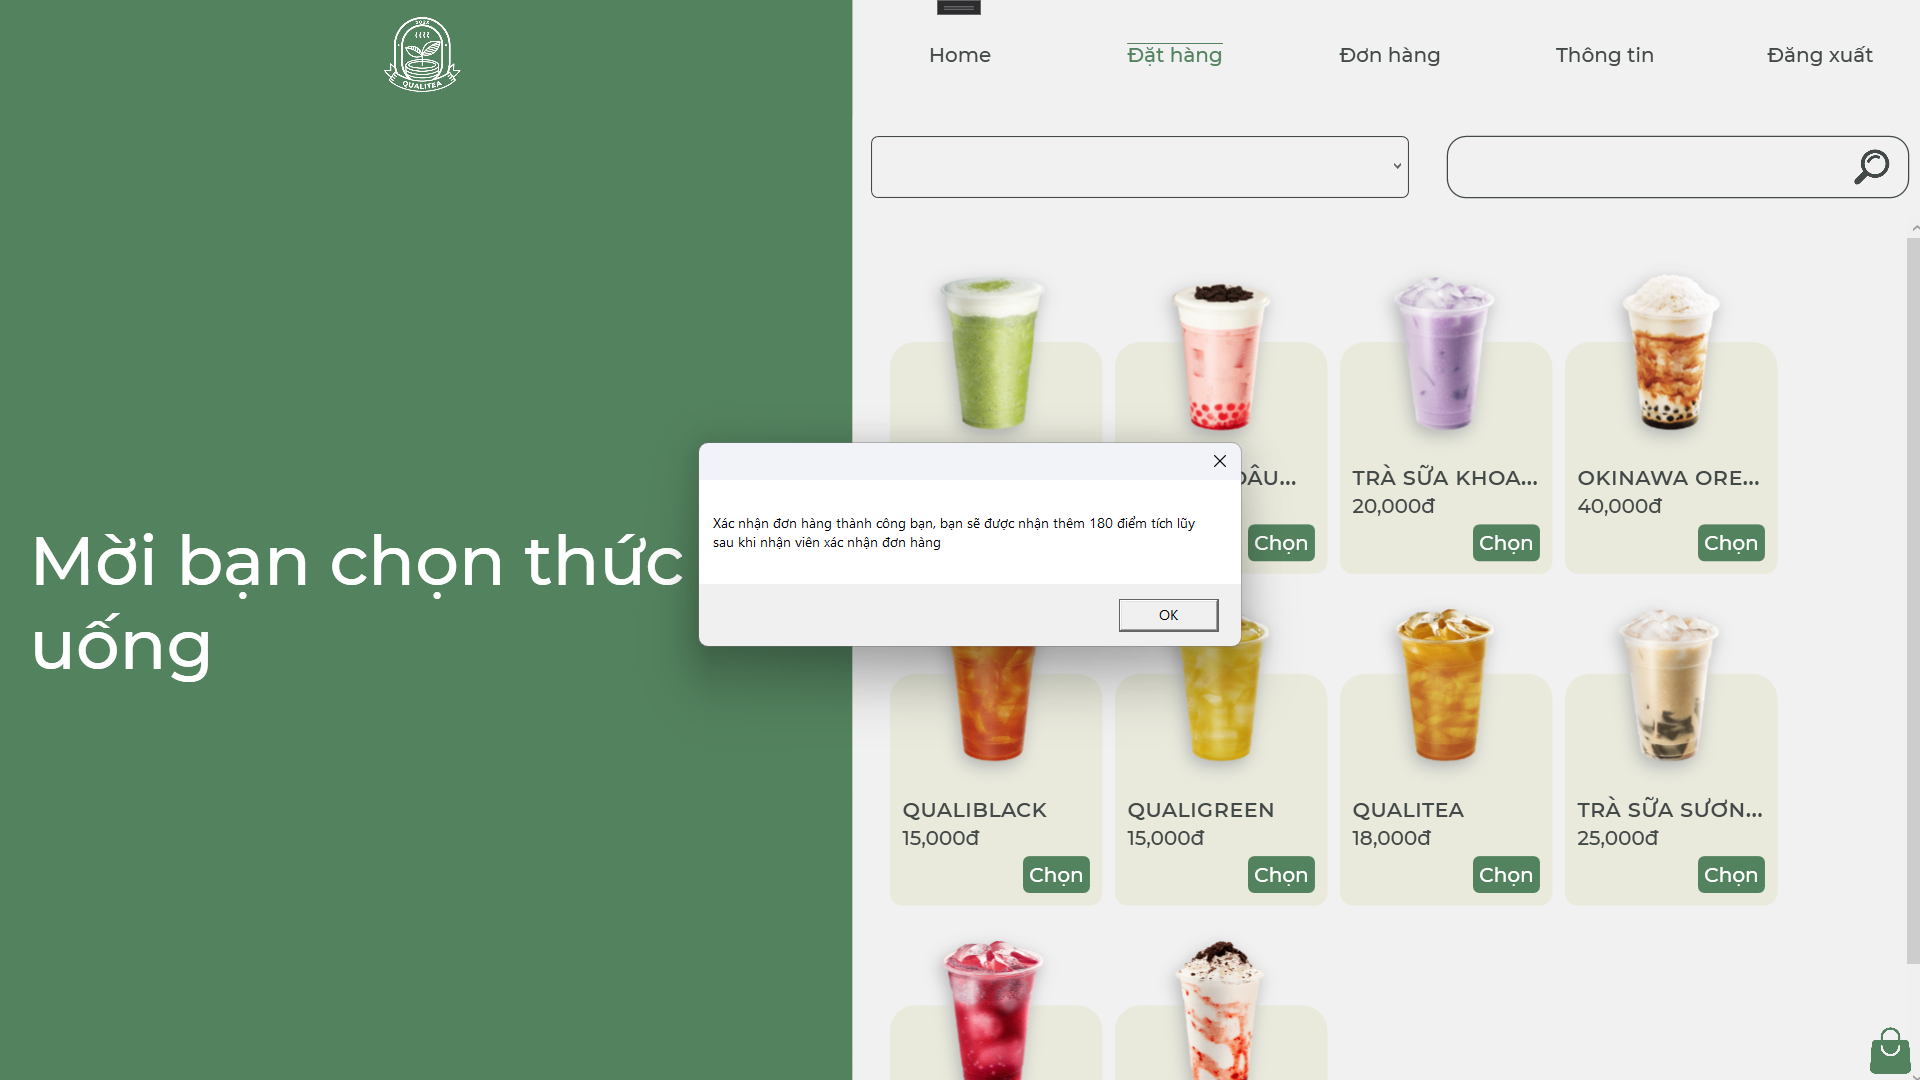 2024
QUALITEA
Home
Đặt hàng
Đơn hàng
Thông tin
Đăng xuất
Mời bạn chọn thức
uống
Xác nhận đơn hàng thành công bạn, bạn sẽ được nhận thêm 180 điểm tích lũy
sau khi nhận viên xác nhận đơn hàng
OK
DÂU...
Chọn
TRÀ SỮA KHOA...
20,000đ
Chọn
OKINAWA ORE...
40,000đ
Chọn
QUALIBLACK
15,000đ
Chọn
QUALIGREEN
15,000đ
Chọn
QUALITEA
18,000đ
Chọn
TRÀ SỮA SƯƠN...
25,000đ
Chọn